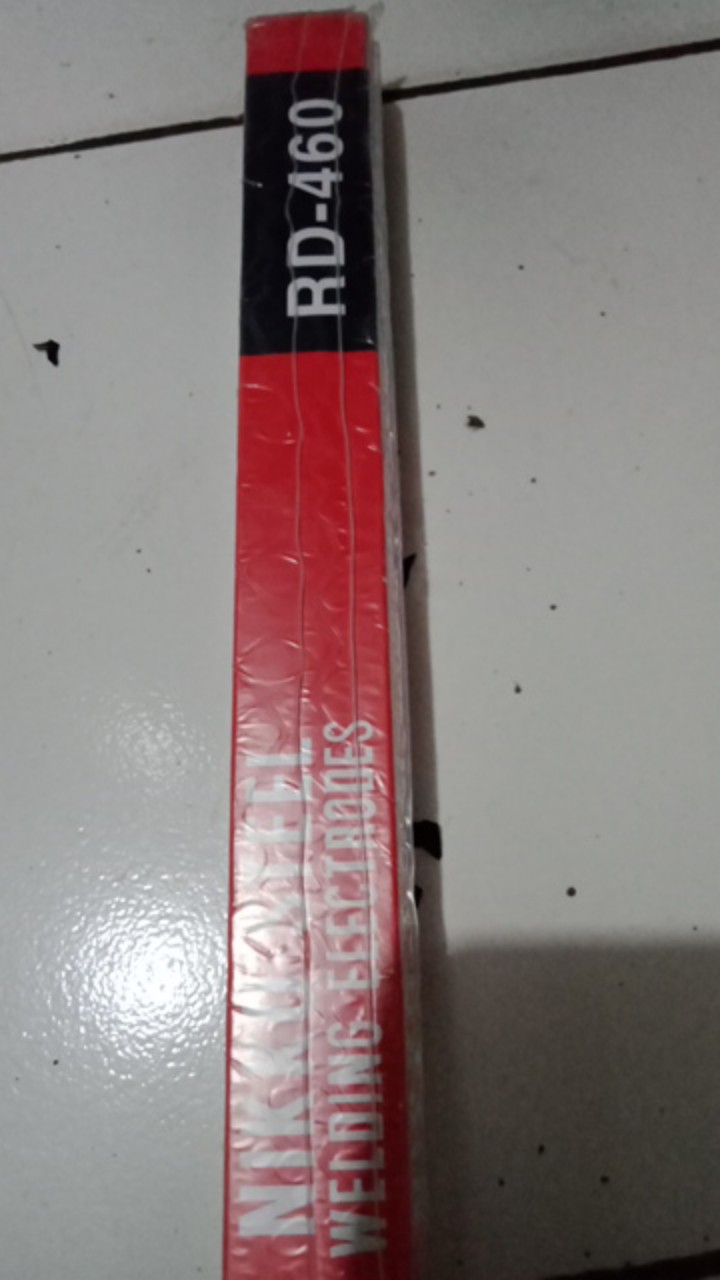 RD-460
NIKKO STEEL
WELDING ELECTRODES